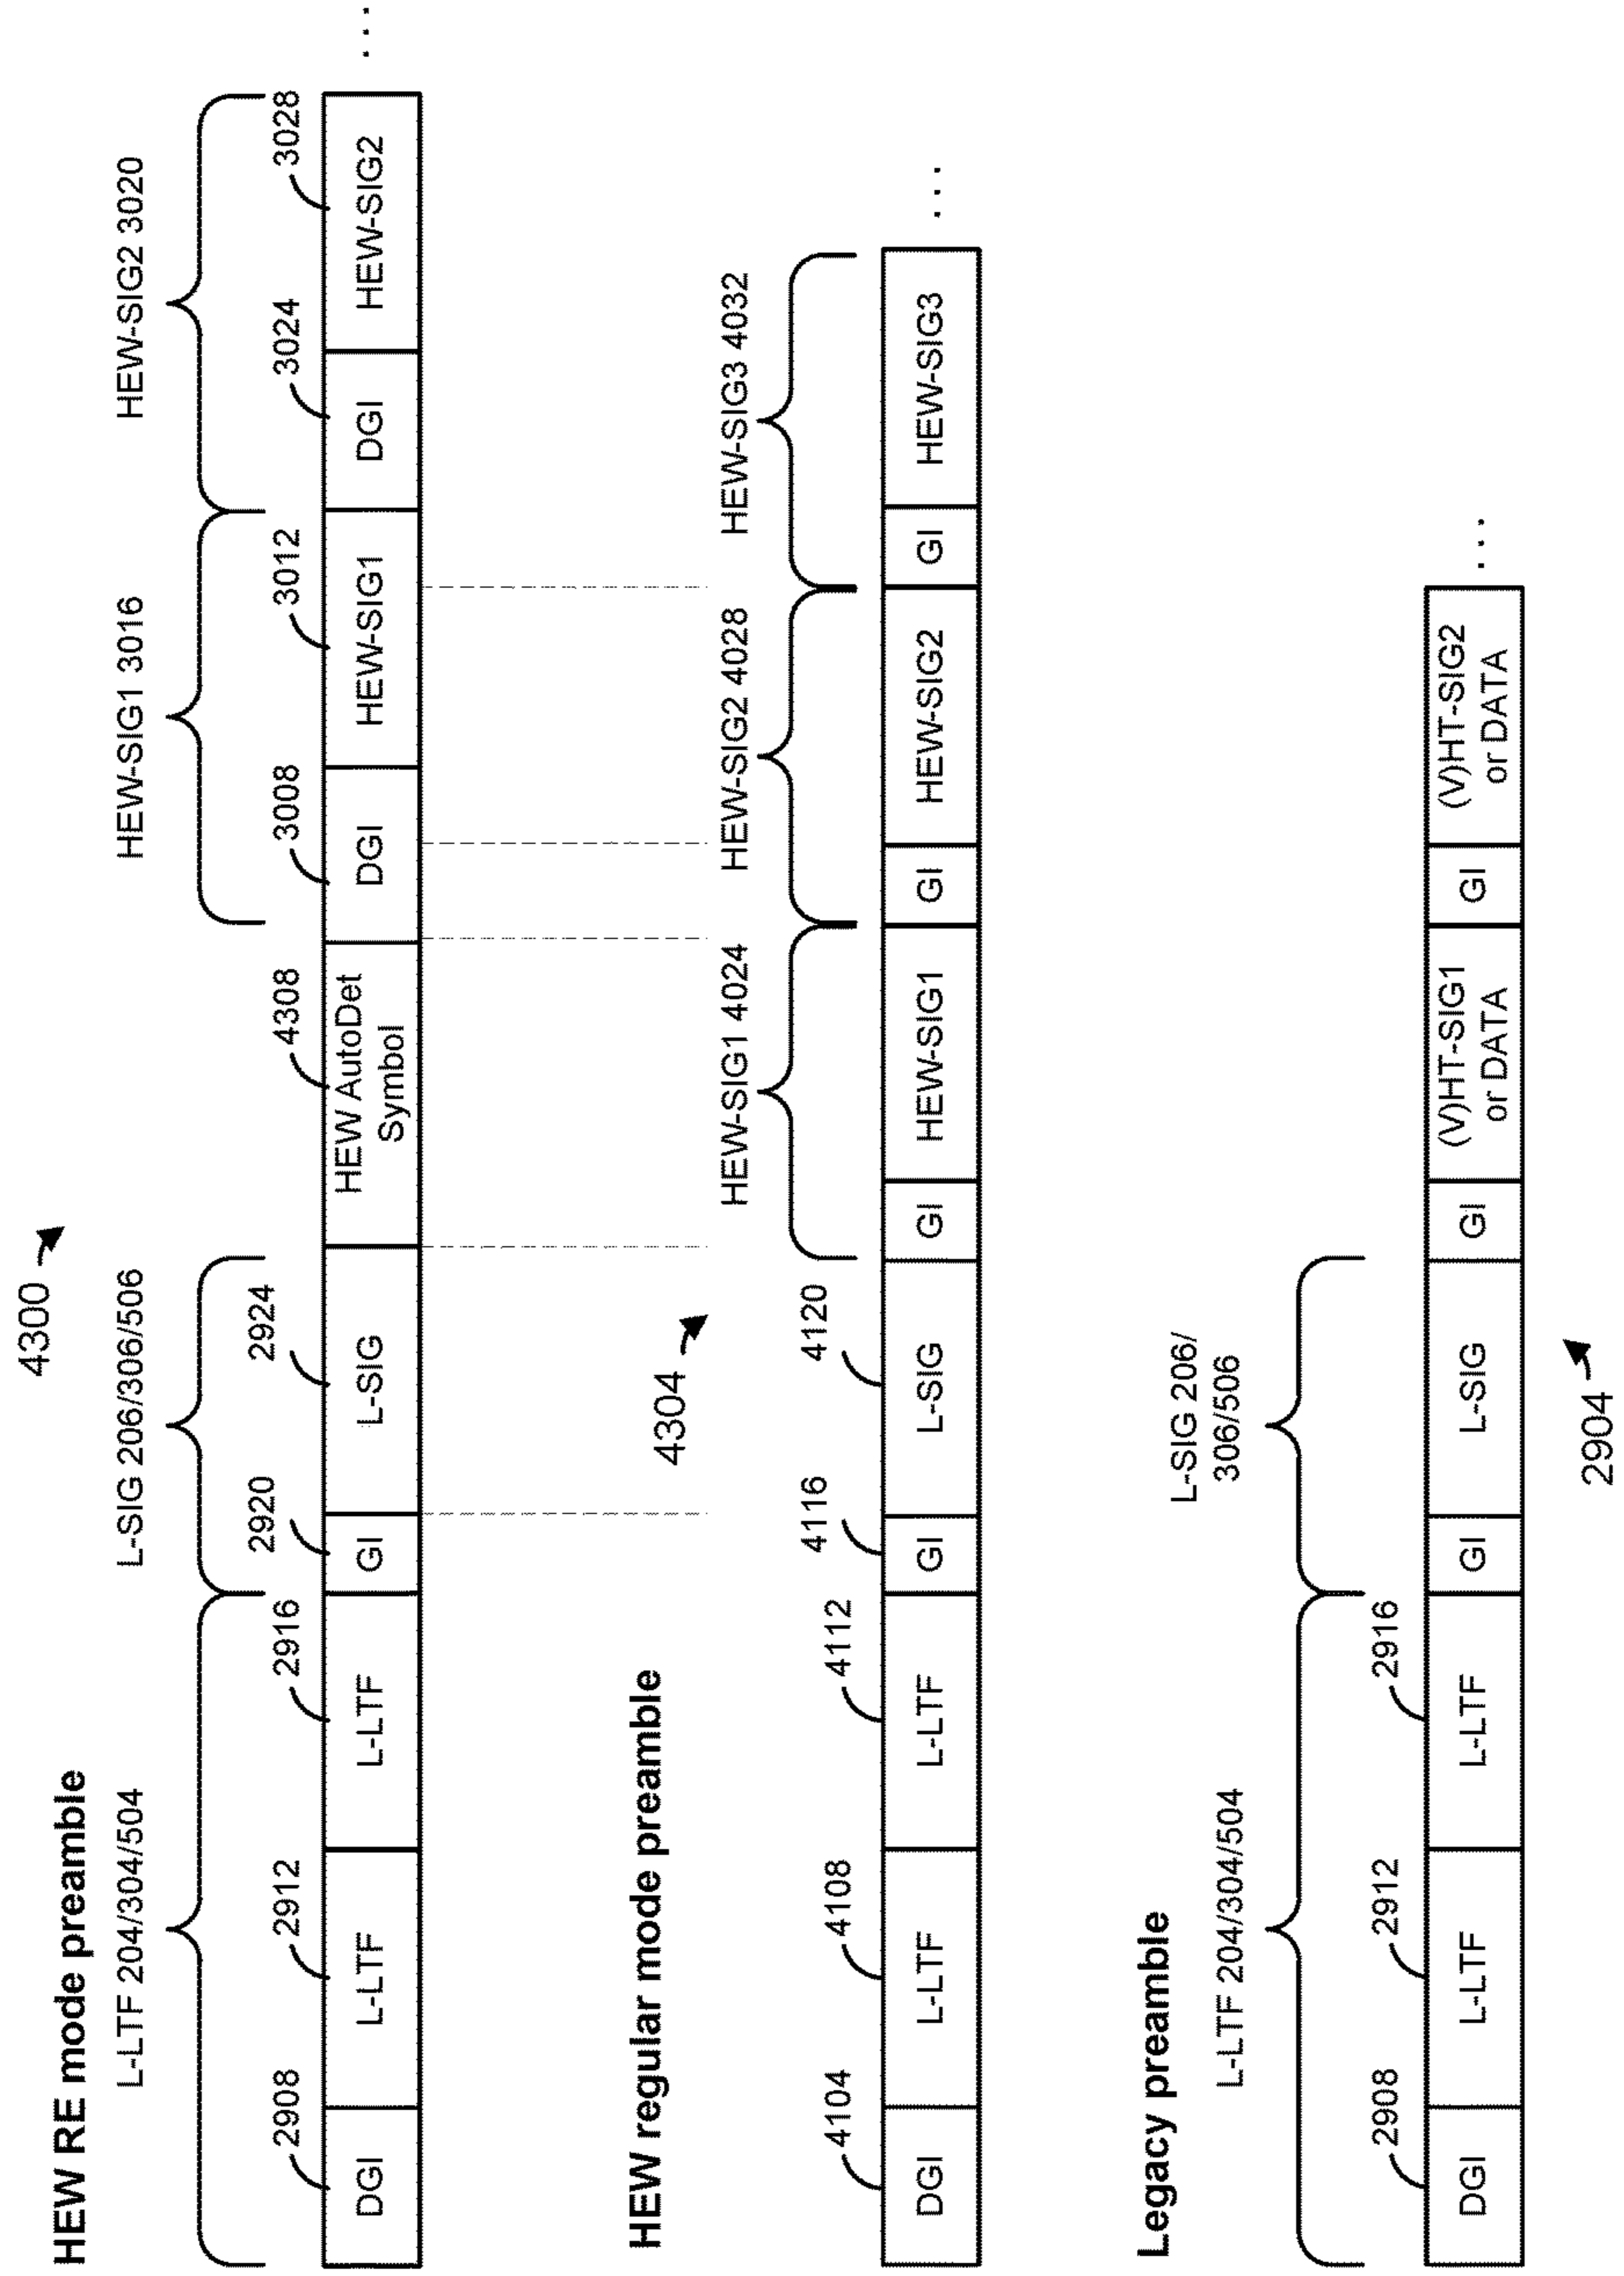 4300
HEW RE mode preamble
L-LTF 204/304/504
L-SIG 206/306/506
HEW-SIG1 3016
HEW-SIG2 3020
2908
2912
2916
2920
2924
4308
3008
3012
3024
3028
DGI
L-LTF
L-LTF
GI
L-SIG
HEW AutoDet
Symbol
DGI
HEW-SIG1
DGI
HEW-SIG2
...
HEW regular mode preamble
4304
HEW-SIG1 4024
HEW-SIG2 4028
HEW-SIG3 4032
4104
4108
4112
4116
4120
DGI
L-LTF
L-LTF
GI
L-SIG
GI
HEW-SIG1
GI
HEW-SIG2
GI
HEW-SIG3
...
Legacy preamble
L-LTF 204/304/504
L-SIG 206/
306/506
2908
2912
2916
DGI
L-LTF
L-LTF
GI
L-SIG
GI
(V)HT-SIG1
or DATA
GI
(V)HT-SIG2
or DATA
...
2904